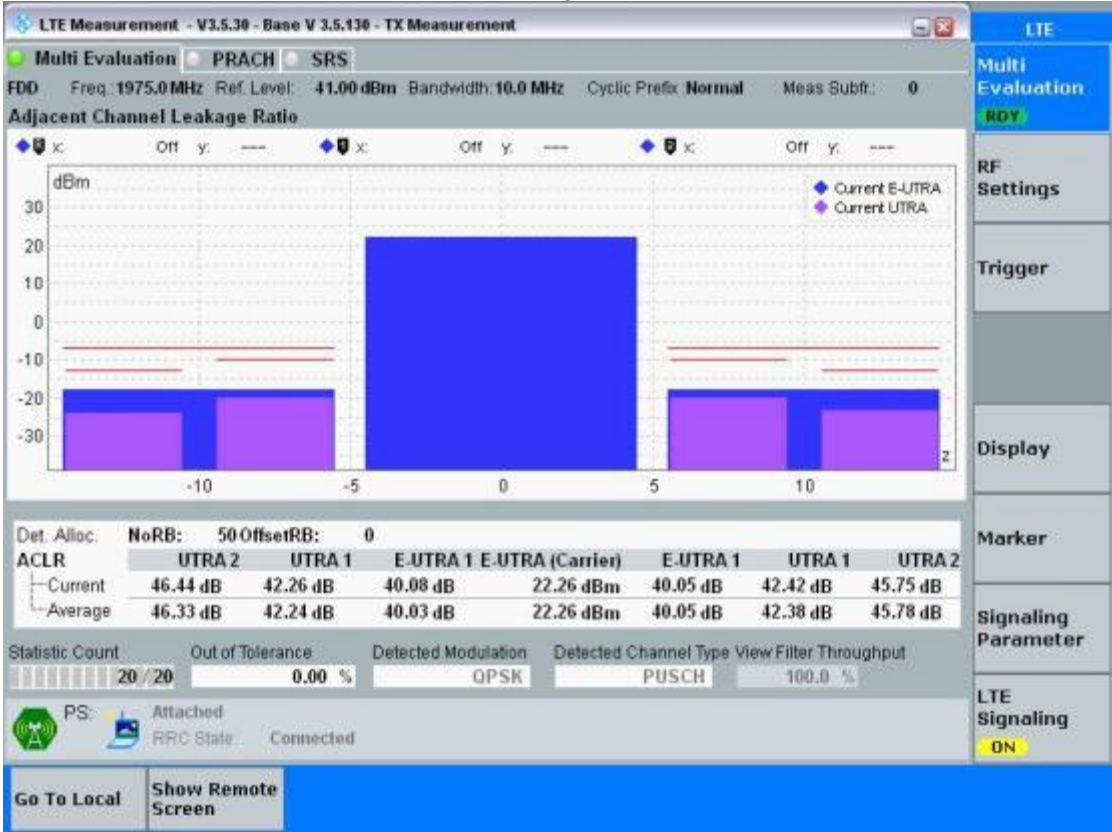 LTE Measurement - V3.5.30 - Base V 3.5.130 - TX Measurement
LTE
Multi Evaluation PRACH SRS
Multi Evaluation RDY
FDD Freq.: 1975.0 MHz Ref. Level: 41.00 dBm Bandwidth: 10.0 MHz Cyclic Prefix: Normal Meas Subfr.: 0
Adjacent Channel Leakage Ratio
x: Off y: --- x: Off y: --- x: Off y: ---
dBm
Current E-UTRA
Current UTRA
30
20
10
0
-10
-20
-30
z
-10 -5 0 5 10
RF Settings
Trigger
Display
Marker
Signaling Parameter
LTE Signaling ON
Det. Alloc. NoRB: 50 OffsetRB: 0
ACLR UTRA 2 UTRA 1 E-UTRA 1 E-UTRA (Carrier) E-UTRA 1 UTRA 1 UTRA 2
Current 46.44 dB 42.26 dB 40.08 dB 22.26 dBm 40.05 dB 42.42 dB 45.75 dB
Average 46.33 dB 42.24 dB 40.03 dB 22.26 dBm 40.05 dB 42.38 dB 45.78 dB
Statistic Count Out of Tolerance Detected Modulation Detected Channel Type View Filter Throughput
20 / 20 0.00 % QPSK PUSCH 100.0 %
PS: Attached
RRC State: Connected
Go To Local Show Remote Screen